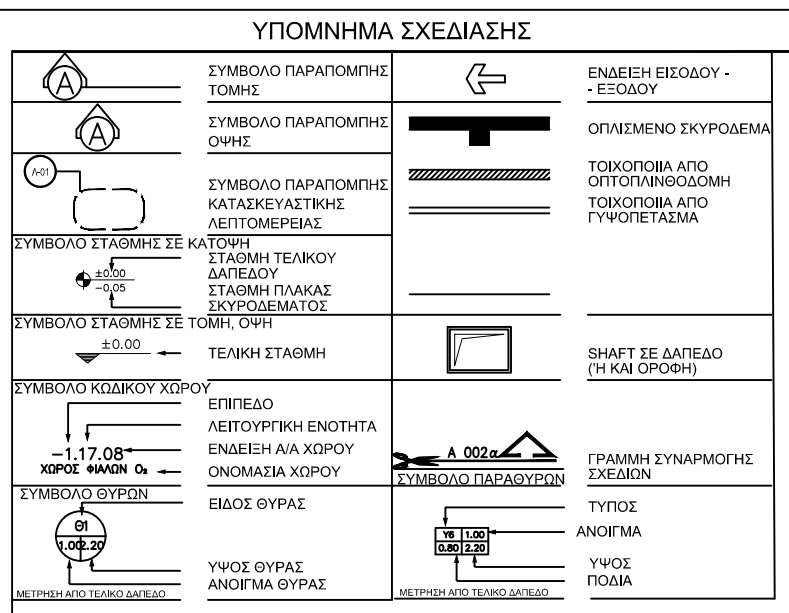 ΥΠΟΜΝΗΜΑ ΣΧΕΔΙΑΣΗΣ
A
ΣΥΜΒΟΛΟ ΠΑΡΑΠΟΜΠΗΣ
ΤΟΜΗΣ
A
ΣΥΜΒΟΛΟ ΠΑΡΑΠΟΜΠΗΣ
ΟΨΗΣ
Λ-01
ΣΥΜΒΟΛΟ ΠΑΡΑΠΟΜΠΗΣ
ΚΑΤΑΣΚΕΥΑΣΤΙΚΗΣ
ΛΕΠΤΟΜΕΡΕΙΑΣ
ΣΥΜΒΟΛΟ ΣΤΑΘΜΗΣ ΣΕ ΚΑΤΟΨΗ
±0.00
-0.05
ΣΤΑΘΜΗ ΤΕΛΙΚΟΥ
ΔΑΠΕΔΟΥ
ΣΤΑΘΜΗ ΠΛΑΚΑΣ
ΣΚΥΡΟΔΕΜΑΤΟΣ
ΣΥΜΒΟΛΟ ΣΤΑΘΜΗΣ ΣΕ ΤΟΜΗ, ΟΨΗ
±0.00
ΤΕΛΙΚΗ ΣΤΑΘΜΗ
ΣΥΜΒΟΛΟ ΚΩΔΙΚΟΥ ΧΩΡΟΥ
ΕΠΙΠΕΔΟ
ΛΕΙΤΟΥΡΓΙΚΗ ΕΝΟΤΗΤΑ
-1.17.08
ΕΝΔΕΙΞΗ Α/Α ΧΩΡΟΥ
ΧΩΡΟΣ ΦΙΑΛΩΝ O₂
ΟΝΟΜΑΣΙΑ ΧΩΡΟΥ
ΣΥΜΒΟΛΟ ΘΥΡΩΝ
ΕΙΔΟΣ ΘΥΡΑΣ
Θ1
1.00 2.20
ΥΨΟΣ ΘΥΡΑΣ
ΑΝΟΙΓΜΑ ΘΥΡΑΣ
ΜΕΤΡΗΣΗ ΑΠΟ ΤΕΛΙΚΟ ΔΑΠΕΔΟ
ΕΝΔΕΙΞΗ ΕΙΣΟΔΟΥ -
- ΕΞΟΔΟΥ
ΟΠΛΙΣΜΕΝΟ ΣΚΥΡΟΔΕΜΑ
ΤΟΙΧΟΠΟΙΙΑ ΑΠΟ
ΟΠΤΟΠΛΙΝΘΟΔΟΜΗ
ΤΟΙΧΟΠΟΙΙΑ ΑΠΟ
ΓΥΨΟΠΕΤΑΣΜΑ
SHAFT ΣΕ ΔΑΠΕΔΟ
('Η ΚΑΙ ΟΡΟΦΗ)
A 002α
ΓΡΑΜΜΗ ΣΥΝΑΡΜΟΓΗΣ
ΣΧΕΔΙΩΝ
ΣΥΜΒΟΛΟ ΠΑΡΑΘΥΡΩΝ
ΤΥΠΟΣ
ΑΝΟΙΓΜΑ
Υ6 1.00
0.80 2.20
ΥΨΟΣ
ΠΟΔΙΑ
ΜΕΤΡΗΣΗ ΑΠΟ ΤΕΛΙΚΟ ΔΑΠΕΔΟ